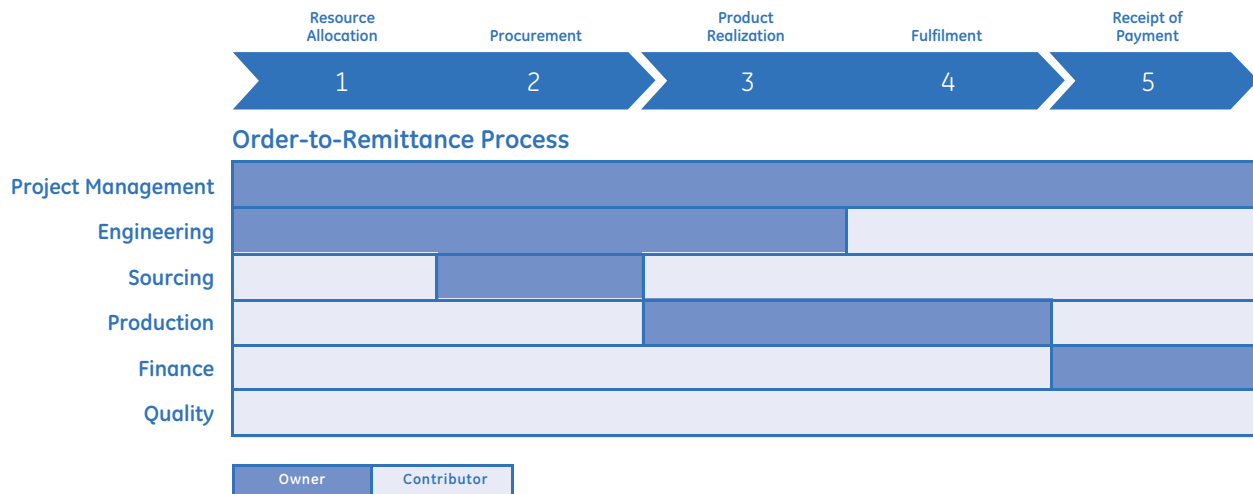 Resource
Allocation
Procurement
Product
Realization
Fulfilment
Receipt of
Payment
1
2
3
4
5
Order-to-Remittance Process
Project Management
Engineering
Sourcing
Production
Finance
Quality
Owner
Contributor